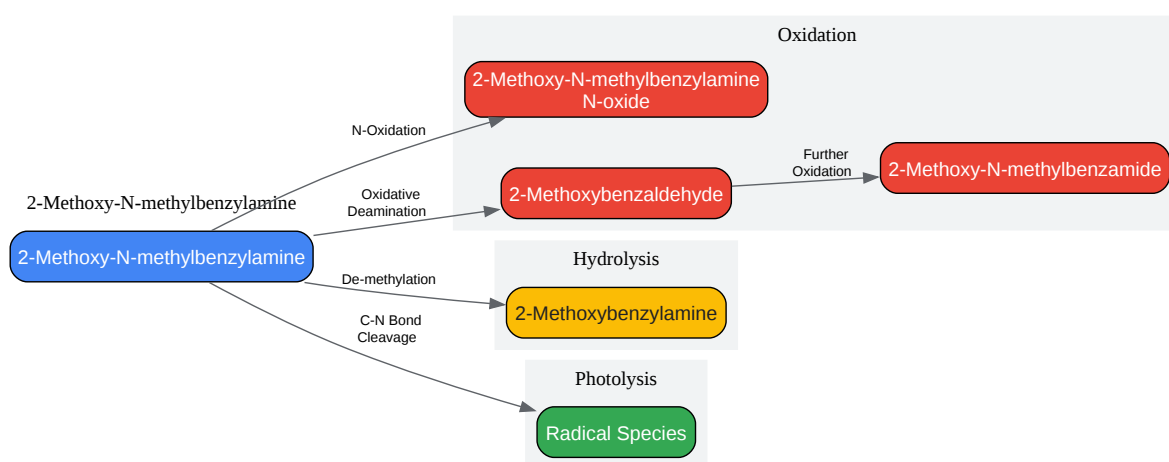 Oxidation
2-Methoxy-N-methylbenzylamine
N-oxide
N-Oxidation
Further
Oxidation
2-Methoxy-N-methylbenzamide
2-Methoxybenzaldehyde
Oxidative
Deamination
2-Methoxy-N-methylbenzylamine
2-Methoxy-N-methylbenzylamine
Hydrolysis
De-methylation
2-Methoxybenzylamine
C-N Bond
Cleavage
Photolysis
Radical Species